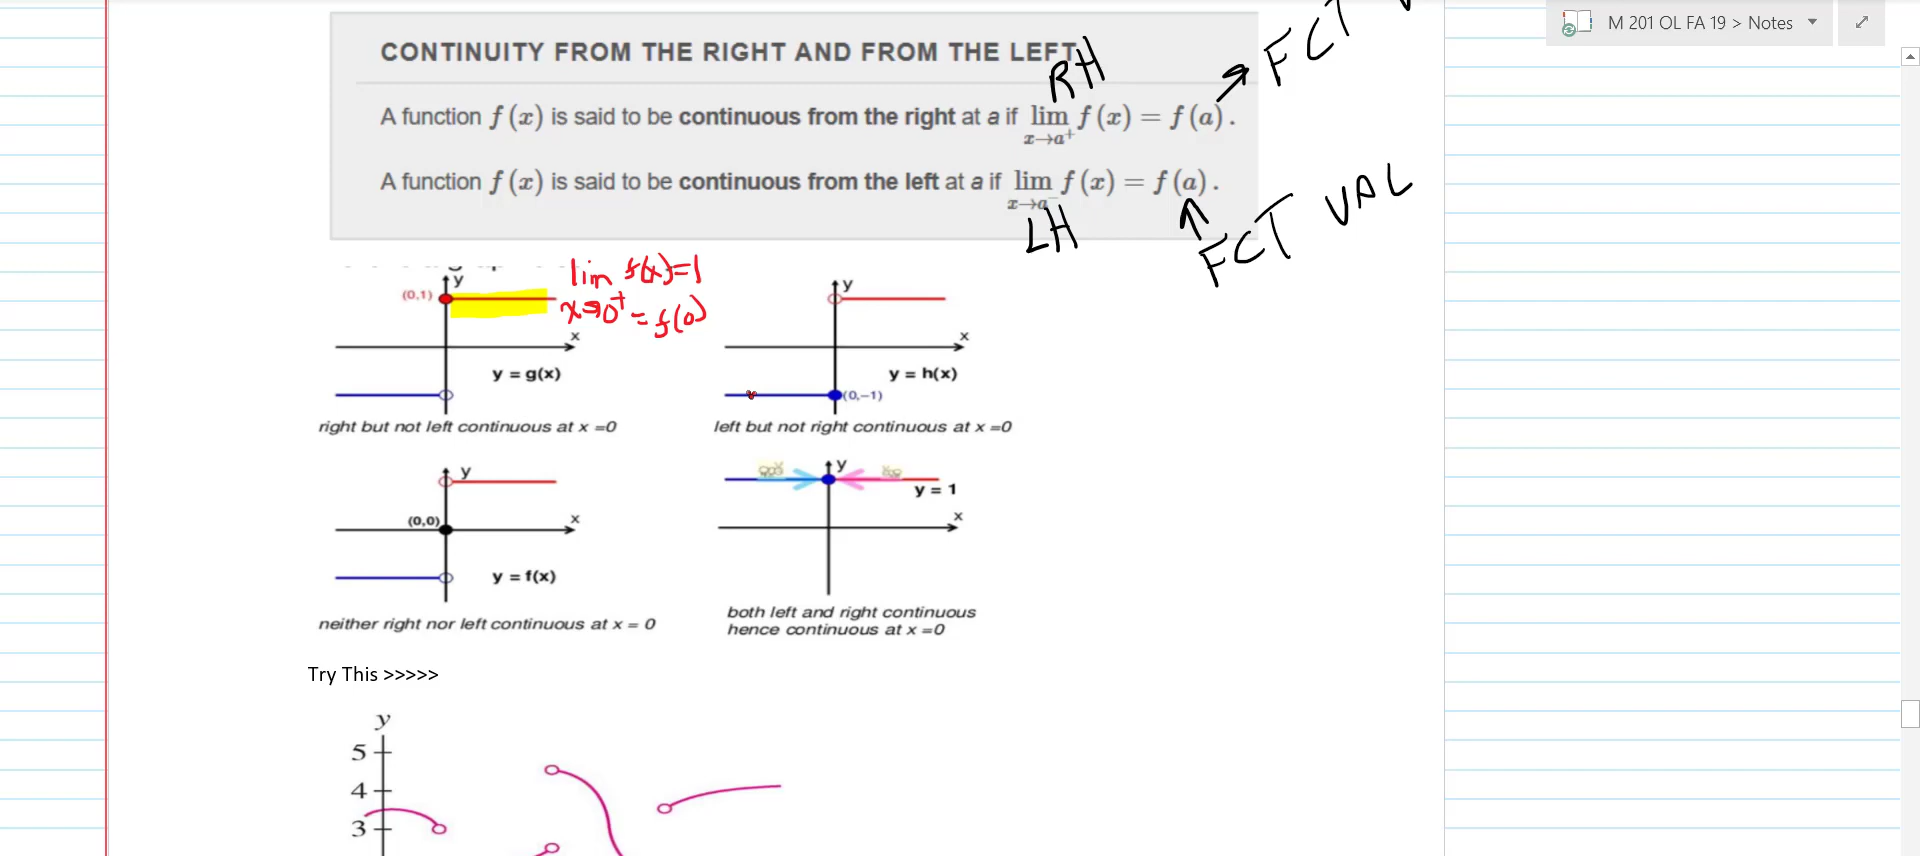 M 201 OL FA 19 > Notes
CONTINUITY FROM THE RIGHT AND FROM THE LEFT
RH
FCT
A function f (x) is said to be continuous from the right at a if lim x→a⁺ f (x) = f (a).
A function f (x) is said to be continuous from the left at a if lim x→a⁻ f (x) = f (a).
LH
FCT VAL
lim f(x)=1
x→0⁺ = f(0)
y
(0,1)
x
y = g(x)
right but not left continuous at x =0
y
x
y = h(x)
(0,−1)
left but not right continuous at x =0
y
(0,0)
x
y = f(x)
neither right nor left continuous at x = 0
y
y = 1
x
both left and right continuous
hence continuous at x =0
Try This >>>>>
y
5
4
3